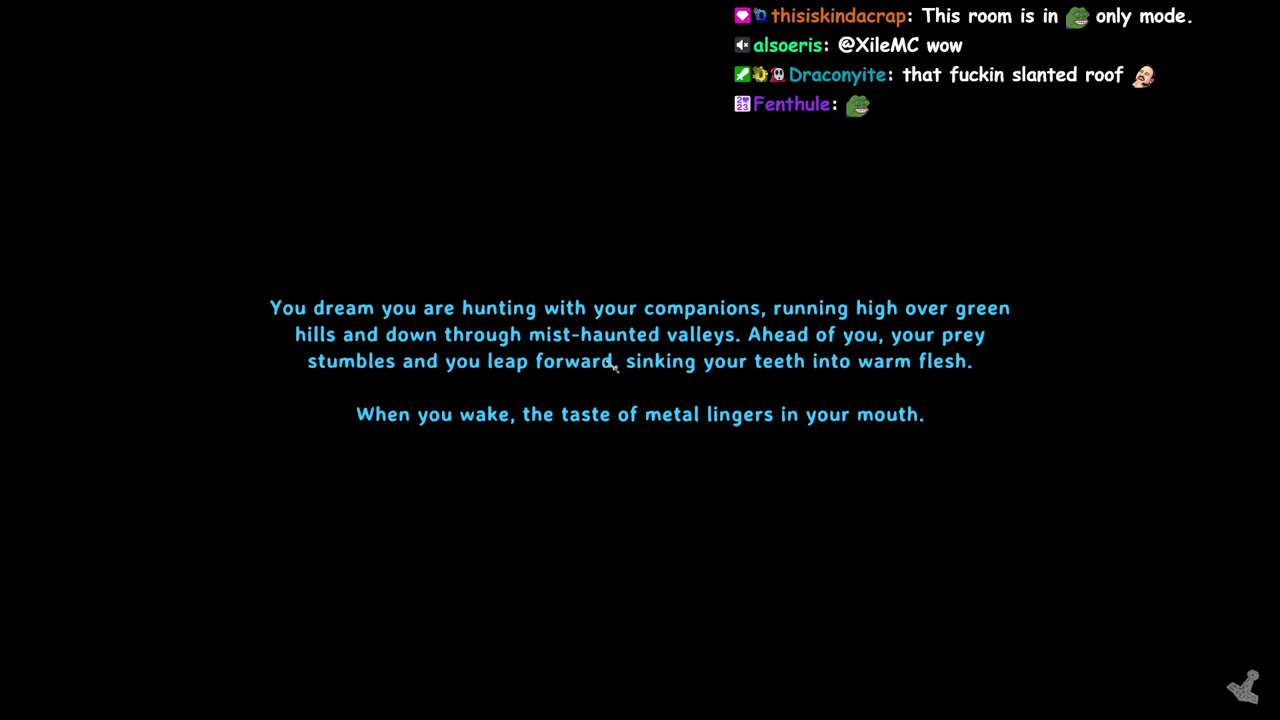 thisiskindacrap: This room is in only mode.
alsoeris: @XileMC wow
Draconyite: that fuckin slanted roof
Fenthule:
You dream you are hunting with your companions, running high over green
hills and down through mist-haunted valleys. Ahead of you, your prey
stumbles and you leap forward, sinking your teeth into warm flesh.
When you wake, the taste of metal lingers in your mouth.